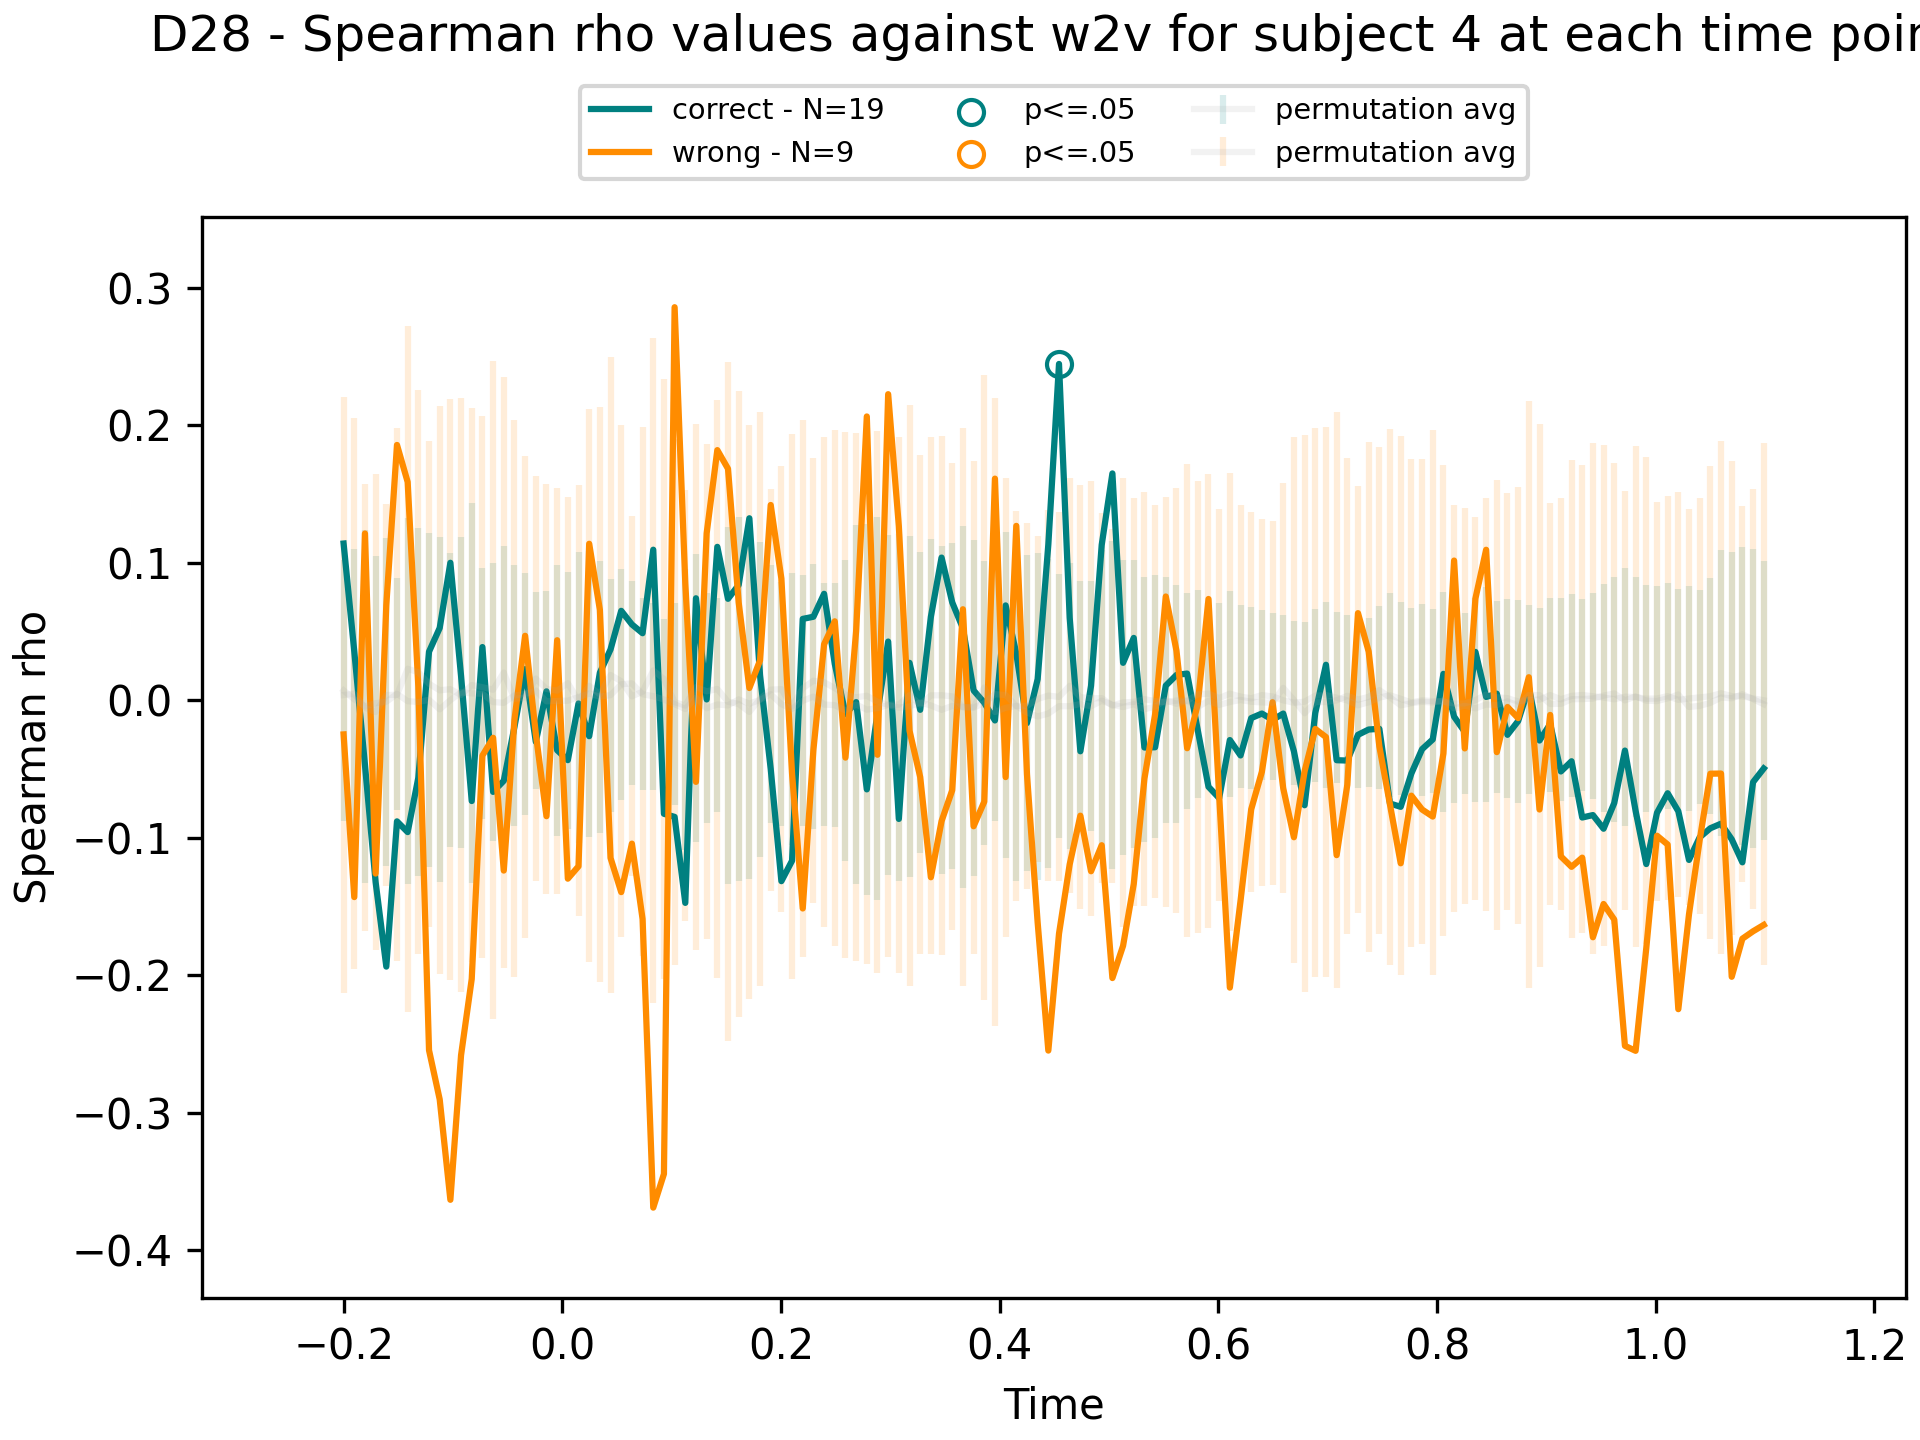 D28 - Spearman rho values against w2v for subject 4 at each time poin
correct - N=19
wrong - N=9
p<=.05
p<=.05
permutation avg
permutation avg
Spearman rho
0.3
0.2
0.1
0.0
−0.1
−0.2
−0.3
−0.4
−0.2 0.0 0.2 0.4 0.6 0.8 1.0 1.2
Time